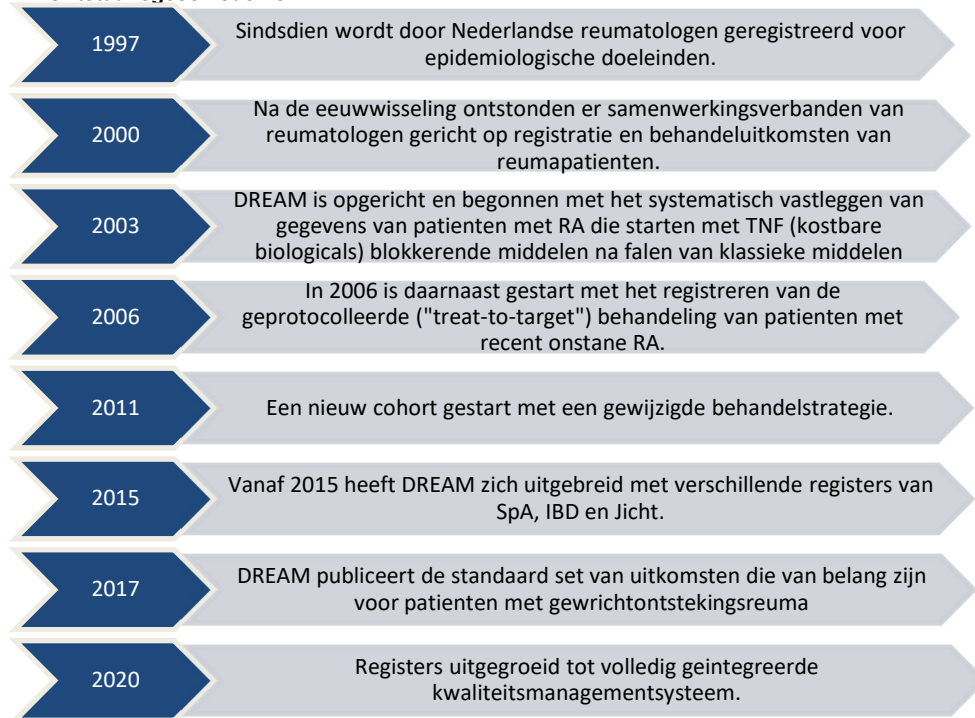 1997
Sindsdien wordt door Nederlandse reumatologen geregistreerd voor
epidemiologische doeleinden.
2000
Na de eeuwwisseling ontstonden er samenwerkingsverbanden van
reumatologen gericht op registratie en behandeluitkomsten van
reumapatienten.
2003
DREAM is opgericht en begonnen met het systematisch vastleggen van
gegevens van patienten met RA die starten met TNF (kostbare
biologicals) blokkerende middelen na falen van klassieke middelen
2006
In 2006 is daarnaast gestart met het registreren van de
geprotocolleerde ("treat-to-target") behandeling van patienten met
recent onstane RA.
2011
Een nieuw cohort gestart met een gewijzigde behandelstrategie.
2015
Vanaf 2015 heeft DREAM zich uitgebreid met verschillende registers van
SpA, IBD en Jicht.
2017
DREAM publiceert de standaard set van uitkomsten die van belang zijn
voor patienten met gewrichtontstekingsreuma
2020
Registers uitgegroeid tot volledig geintegreerde
kwaliteitsmanagementsysteem.